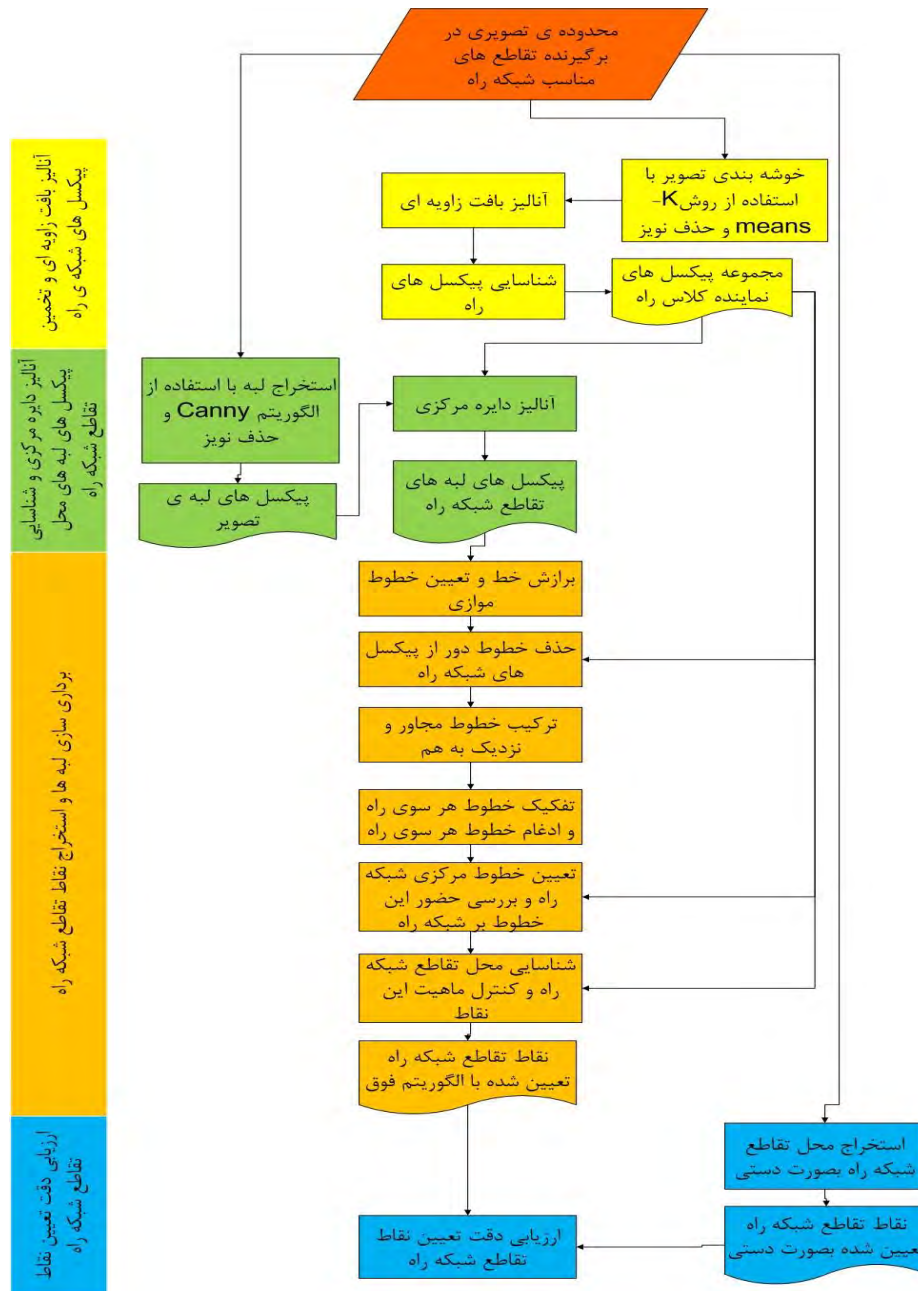 محدوده ی تصویری در
برگیرنده تقاطع های
مناسب شبکه راه
آنالیز بافت زاویه ای و تخمین
پیکسل های شبکه ی راه
خوشه بندی تصویر با
استفاده از روش K-
means و حذف نویز
آنالیز بافت زاویه ای
شناسایی پیکسل های
راه
مجموعه پیکسل های
نماینده کلاس راه
آنالیز دایره مرکزی و شناسایی
پیکسل های لبه های محل
تقاطع شبکه راه
استخراج لبه با استفاده از
الگوریتم Canny و
حذف نویز
پیکسل های لبه ی
تصویر
آنالیز دایره مرکزی
پیکسل های لبه های
تقاطع شبکه راه
برداری سازی لبه ها و استخراج نقاط تقاطع شبکه راه
برازش خط و تعیین خطوط
موازی
حذف خطوط دور از پیکسل
های شبکه راه
ترکیب خطوط مجاور و
نزدیک به هم
تفکیک خطوط هر سوی راه
و ادغام خطوط هر سوی راه
تعیین خطوط مرکزی شبکه
راه و بررسی حضور این
خطوط بر شبکه راه
شناسایی محل تقاطع شبکه
راه و کنترل ماهیت این
نقاط
نقاط تقاطع شبکه راه
تعیین شده با الگوریتم فوق
ارزیابی دقت تعیین نقاط
تقاطع شبکه راه
استخراج محل تقاطع
شبکه راه بصورت دستی
نقاط تقاطع شبکه راه
تعیین شده بصورت دستی
ارزیابی دقت تعیین نقاط
تقاطع شبکه راه